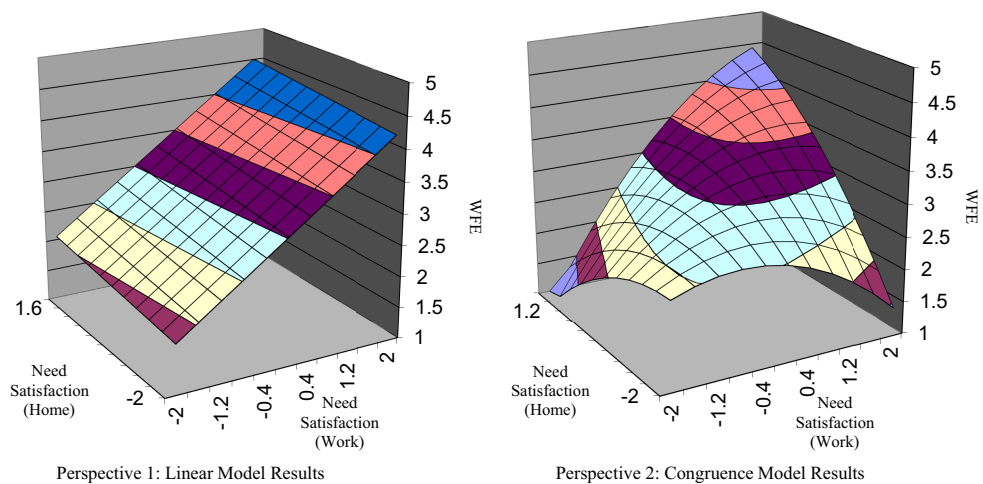 5
4.5
4
3.5
3
2.5
2
1.5
1
WFE
1.6
-2
Need
Satisfaction
(Home)
-2
-1.2
-0.4
0.4
1.2
2
Need
Satisfaction
(Work)
Perspective 1: Linear Model Results
5
4.5
4
3.5
3
2.5
2
1.5
1
WFE
1.2
-2
Need
Satisfaction
(Home)
-2
-1.2
-0.4
0.4
1.2
2
Need
Satisfaction
(Work)
Perspective 2: Congruence Model Results